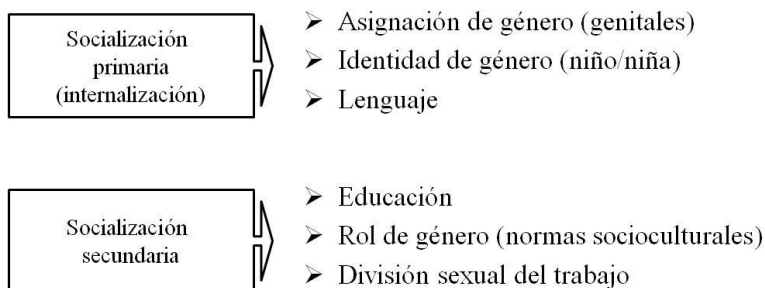 Socialización
primaria
(internalización)
➢ Asignación de género (genitales)
➢ Identidad de género (niño/niña)
➢ Lenguaje
Socialización
secundaria
➢ Educación
➢ Rol de género (normas socioculturales)
➢ División sexual del trabajo